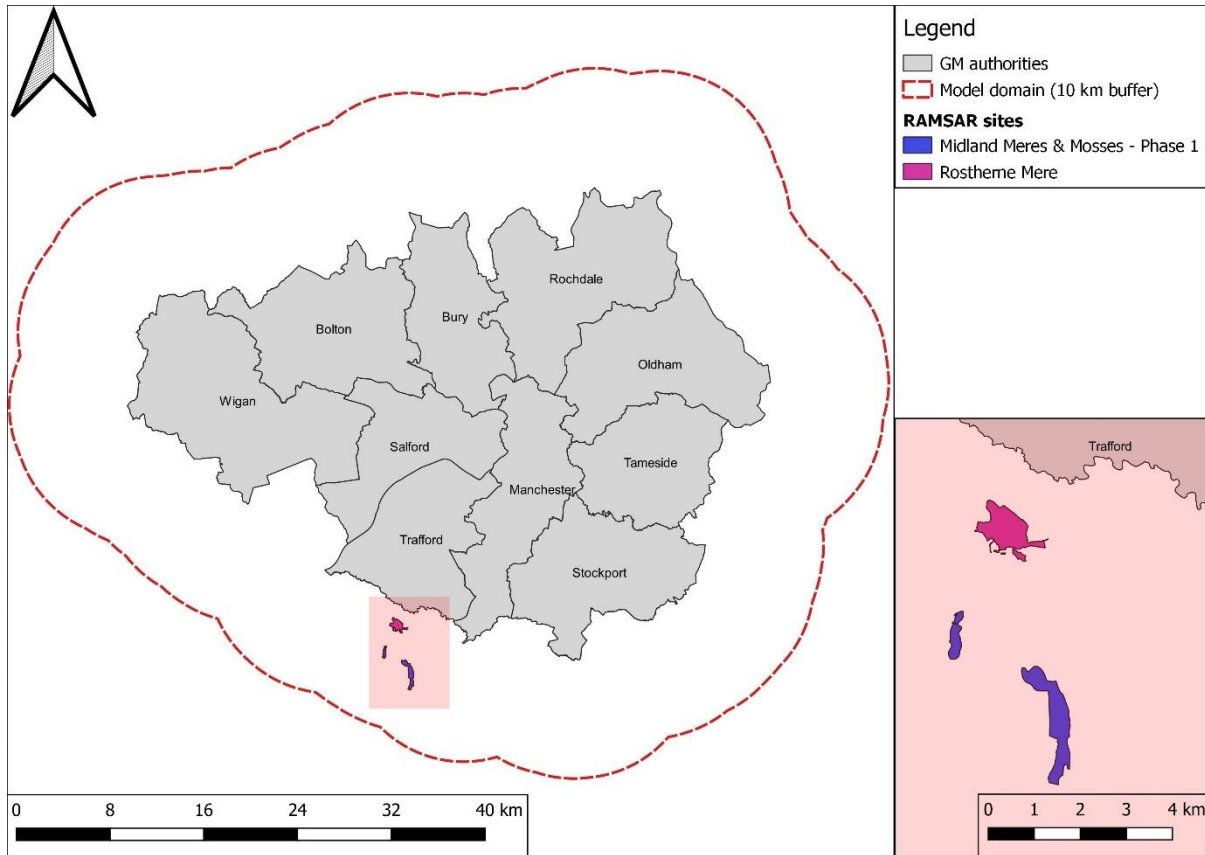 Legend
GM authorities
Model domain (10 km buffer)
RAMSAR sites
Midland Meres & Mosses - Phase 1
Rostherne Mere
Rochdale
Bury
Bolton
Oldham
Wigan
Salford
Tameside
Manchester
Trafford
Stockport
Trafford
0 8 16 24 32 40 km
0 1 2 3 4 km